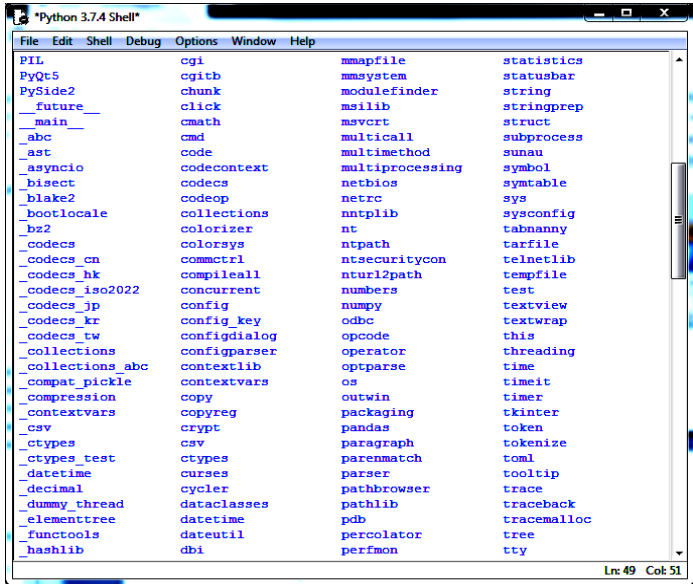 *Python 3.7.4 Shell*
File Edit Shell Debug Options Window Help
PIL cgi mmapfile statistics
PyQt5 cgitb mmsystem statusbar
PySide2 chunk modulefinder string
__future__ click msilib stringprep
__main__ cmath msvcrt struct
_abc cmd multicall subprocess
_ast code multimethod sunau
_asyncio codecontext multiprocessing symbol
_bisect codecs netbios symtable
_blake2 codeop netrc sys
_bootlocale collections nntplib sysconfig
_bz2 colorizer nt tabnanny
_codecs colorsys ntpath tarfile
_codecs_cn commctrl ntsecuritycon telnetlib
_codecs_hk compileall nturl2path tempfile
_codecs_iso2022 concurrent numbers test
_codecs_jp config numpy textview
_codecs_kr config_key odbc textwrap
_codecs_tw configdialog opcode this
_collections configparser operator threading
_collections_abc contextlib optparse time
_compat_pickle contextvars os timeit
_compression copy outwin timer
_contextvars copyreg packaging tkinter
_csv crypt pandas token
_ctypes csv paragraph tokenize
_ctypes_test ctypes parenmatch toml
_datetime curses parser tooltip
_decimal cycler pathbrowser trace
_dummy_thread dataclasses pathlib traceback
_elementtree datetime pdb tracemalloc
_functools dateutil percolator tree
_hashlib dbi perfmon tty
Ln: 49 Col: 51